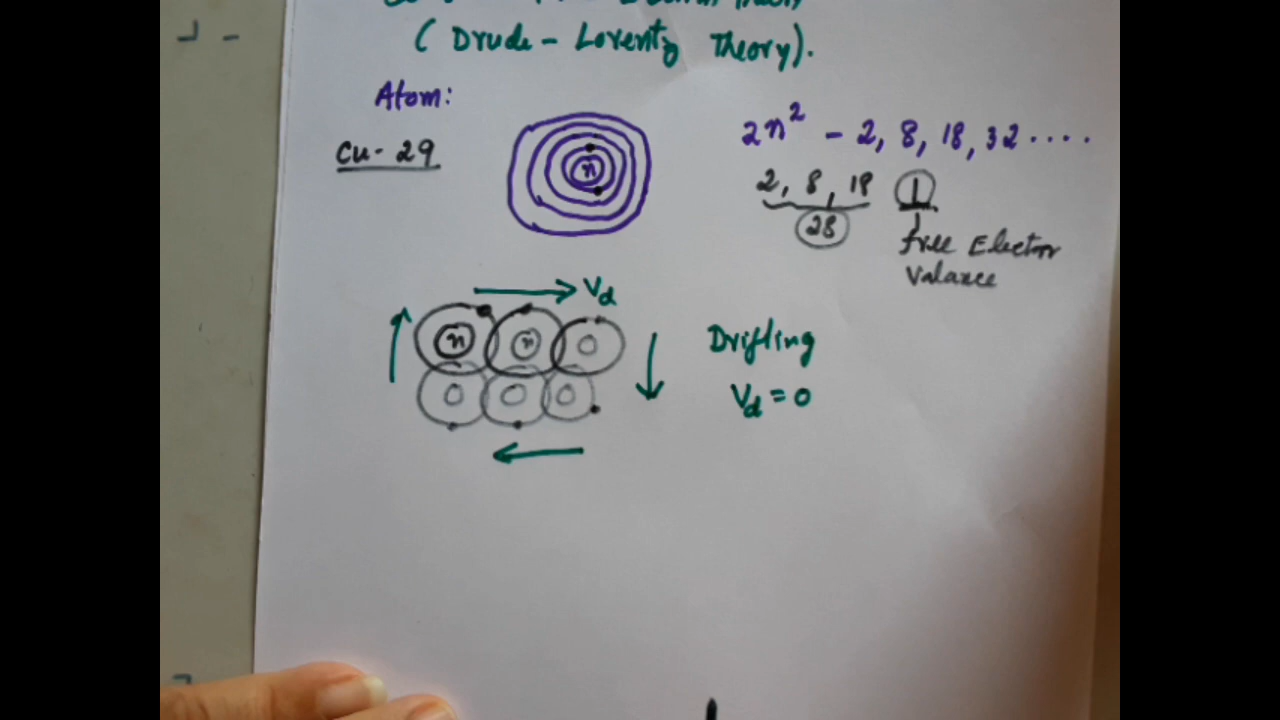 ( Drude - Lorentz Theory).
Atom:
Cu - 29
n
2n² - 2, 8, 18, 32 ....
2, 8, 18 1
28
free Electron
Valance
Vd
n n
Drifting
Vd = 0